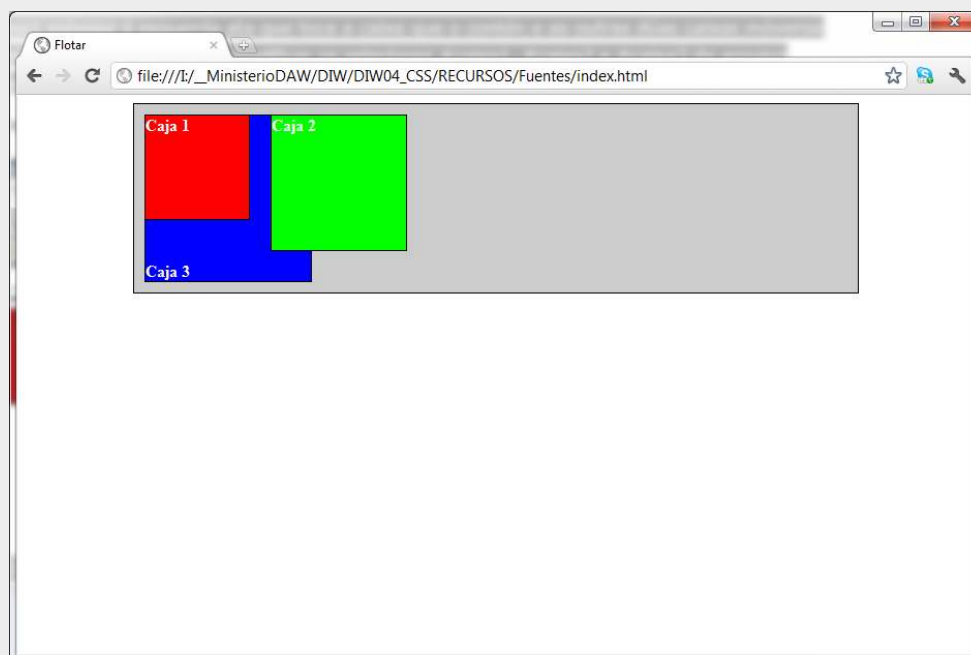 Flotar
file:///I:/__MinisterioDAW/DIW/DIW04_CSS/RECURSOS/Fuentes/index.html
Caja 1
Caja 2
Caja 3